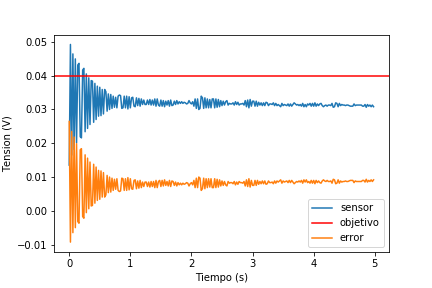 0.05
0.04
0.03
0.02
0.01
0.00
−0.01
Tension (V)
0
1
2
3
4
5
Tiempo (s)
sensor
objetivo
error